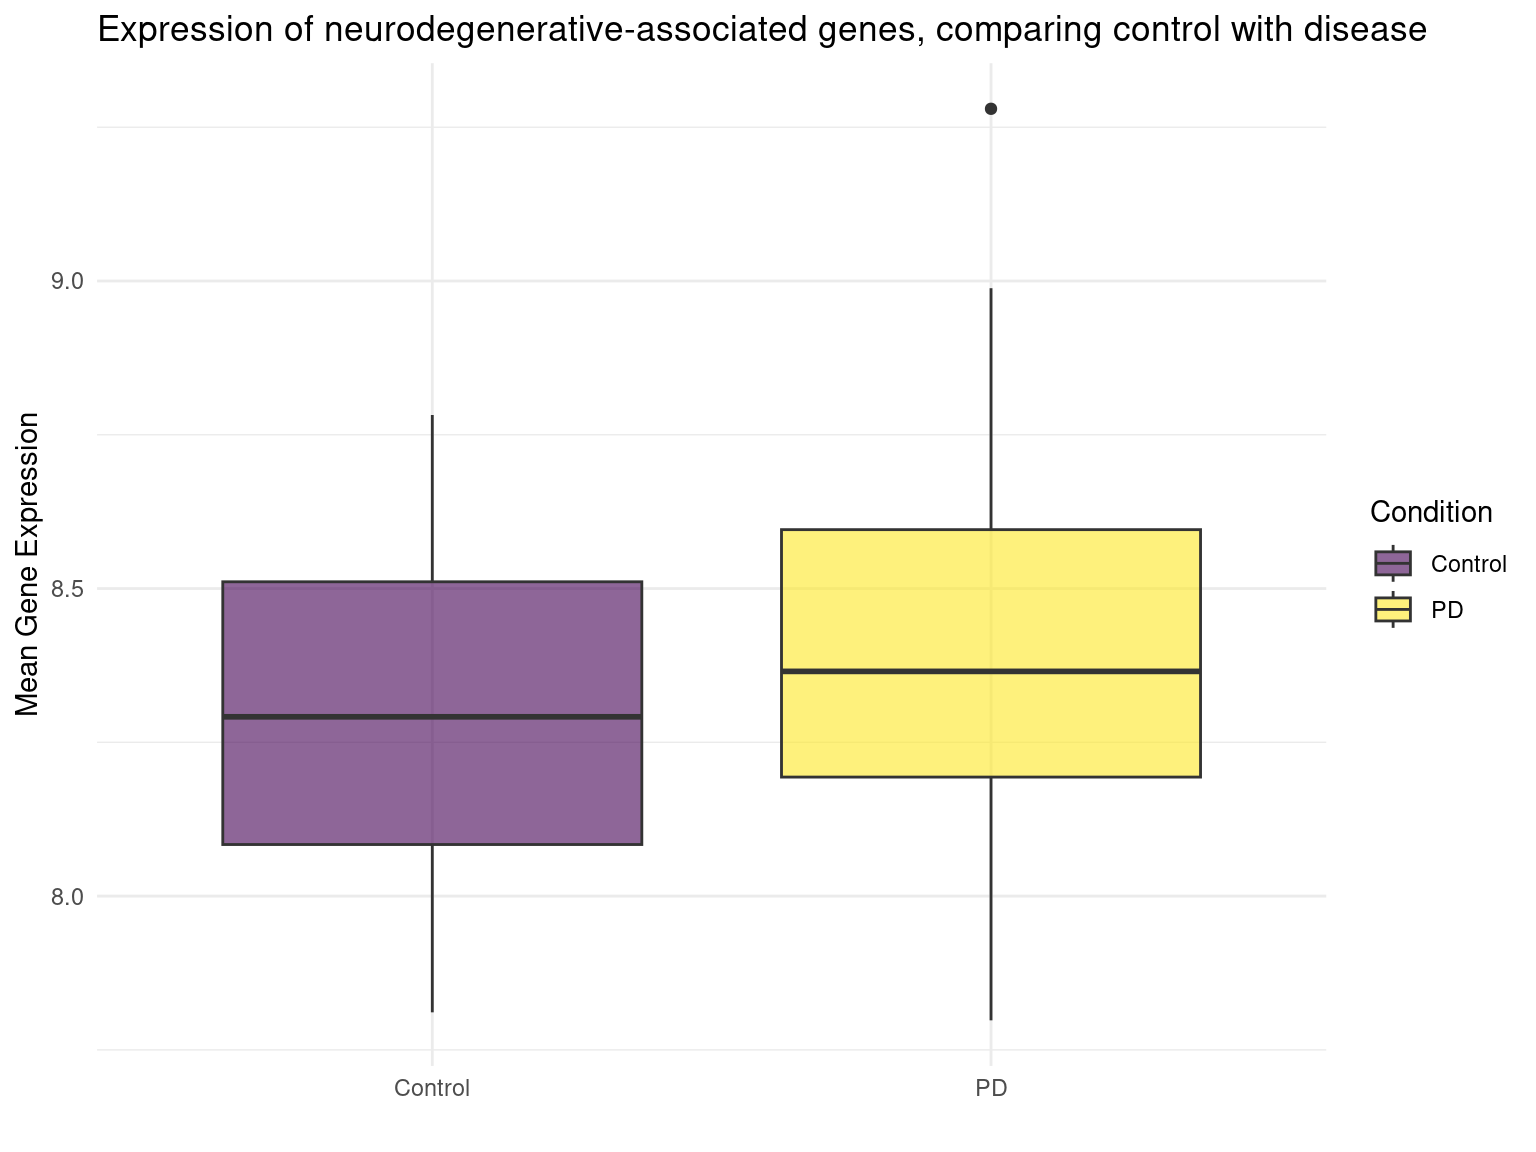 Expression of neurodegenerative-associated genes, comparing control with disease
Mean Gene Expression
9.0
8.5
8.0
Control
PD
Condition
Control
PD